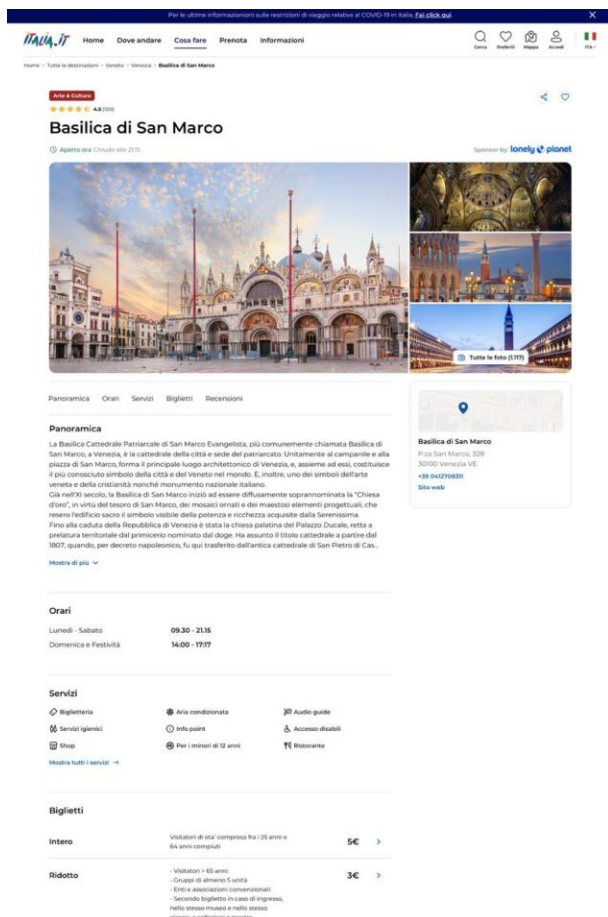 Per le ultime informazionioni sulle restrizioni di viaggio relative al COVID-19 in Italia, Fai click qui
ITALIA.IT
Home Dove andare Cosa fare Prenota Informazioni
Cerca Preferiti Mappa Accedi ITA
Home Tutte le destinazioni Veneto Venezia Basilica di San Marco
Arte & Cultura
4.5
Basilica di San Marco
Aperto ora Chiude alle 21:15
Sponsor by: lonely planet
Tutte le foto (1.117)
Panoramica Orari Servizi Biglietti Recensioni
Panoramica
La Basilica Cattedrale Patriarcale di San Marco Evangelista, più comunemente chiamata Basilica di
San Marco, a Venezia, è la cattedrale della città e sede del patriarcato. Unitamente al campanile e alla
piazza di San Marco, forma il principale luogo architettonico di Venezia, e, assieme ad essi, costituisce
il più conosciuto simbolo della città e del Veneto nel mondo. È, inoltre, uno dei simboli dell'arte
veneta e della cristianità nonché monumento nazionale italiano.
Già nell'XI secolo, la Basilica di San Marco iniziò ad essere diffusamente soprannominata la "Chiesa
d'oro", in virtù del tesoro di San Marco, dei mosaici ornati e dei maestosi elementi progettuali, che
resero l'edificio sacro il simbolo visibile della potenza e ricchezza acquisite dalla Serenissima.
Fino alla caduta della Repubblica di Venezia è stata la chiesa palatina del Palazzo Ducale, retta a
prelatura territoriale dal primicerio nominato dal doge. Ha assunto il titolo cattedrale a partire dal
1807, quando, per decreto napoleonico, fu qui trasferito dall'antica cattedrale di San Pietro di Cas...
Mostra di più
Basilica di San Marco
P.za San Marco, 328
30100 Venezia VE
+39 0412708311
Sito web
Orari
Lunedì - Sabato 09.30 - 21.15
Domenica e Festività 14:00 - 17:17
Servizi
Biglietteria Aria condizionata Audio guide
Servizi igienici Info point Accesso disabili
Shop Per i minori di 12 anni Ristorante
Mostra tutti i servizi
Biglietti
Intero
Visitatori di eta' compresa fra i 25 anni e
64 anni compiuti
5€
Ridotto
- Visitatori > 65 anni
- Gruppi di almeno 5 unità
- Enti e associazioni convenzionati
- Secondo biglietto in caso di ingresso,
nello stesso museo e nello stesso
3€